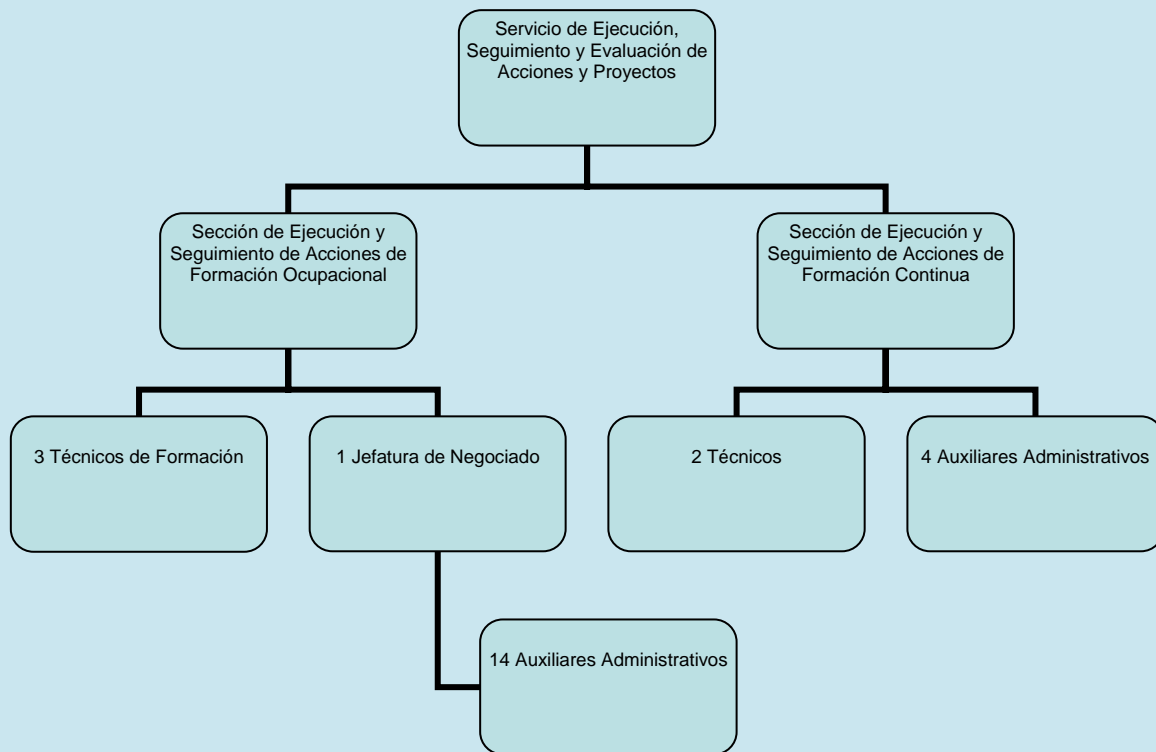 Servicio de Ejecución,
Seguimiento y Evaluación de
Acciones y Proyectos
Sección de Ejecución y
Seguimiento de Acciones de
Formación Ocupacional
Sección de Ejecución y
Seguimiento de Acciones de
Formación Continua
3 Técnicos de Formación
1 Jefatura de Negociado
2 Técnicos
4 Auxiliares Administrativos
14 Auxiliares Administrativos